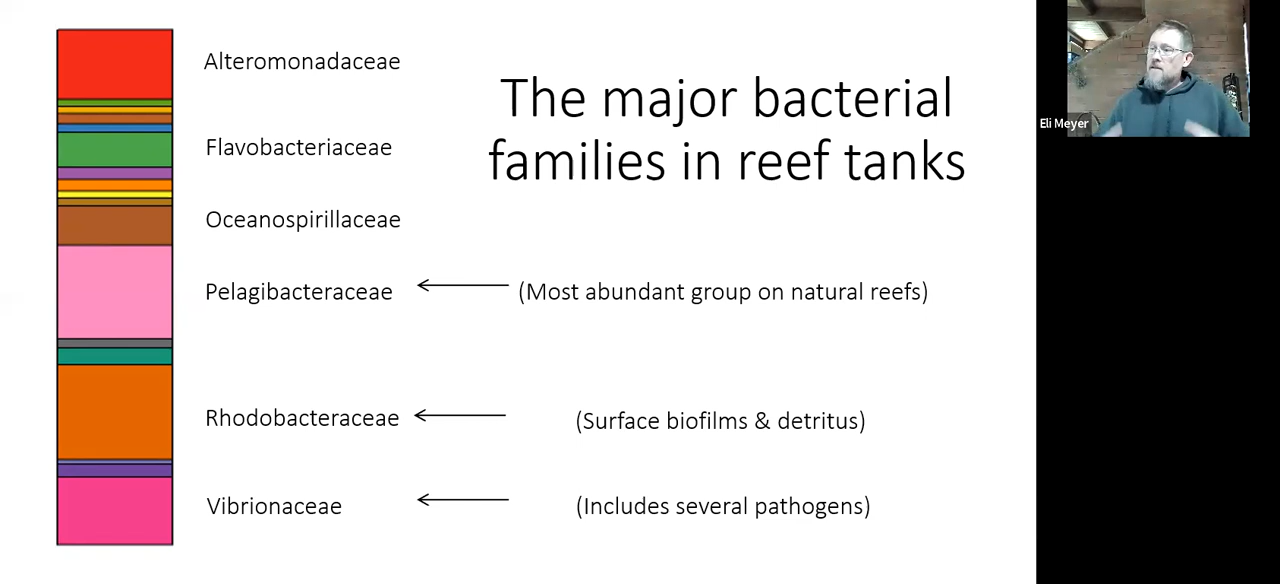 The major bacterial
families in reef tanks
Alteromonadaceae
Flavobacteriaceae
Oceanospirillaceae
Pelagibacteraceae
(Most abundant group on natural reefs)
Rhodobacteraceae
(Surface biofilms & detritus)
Vibrionaceae
(Includes several pathogens)
Eli Meyer